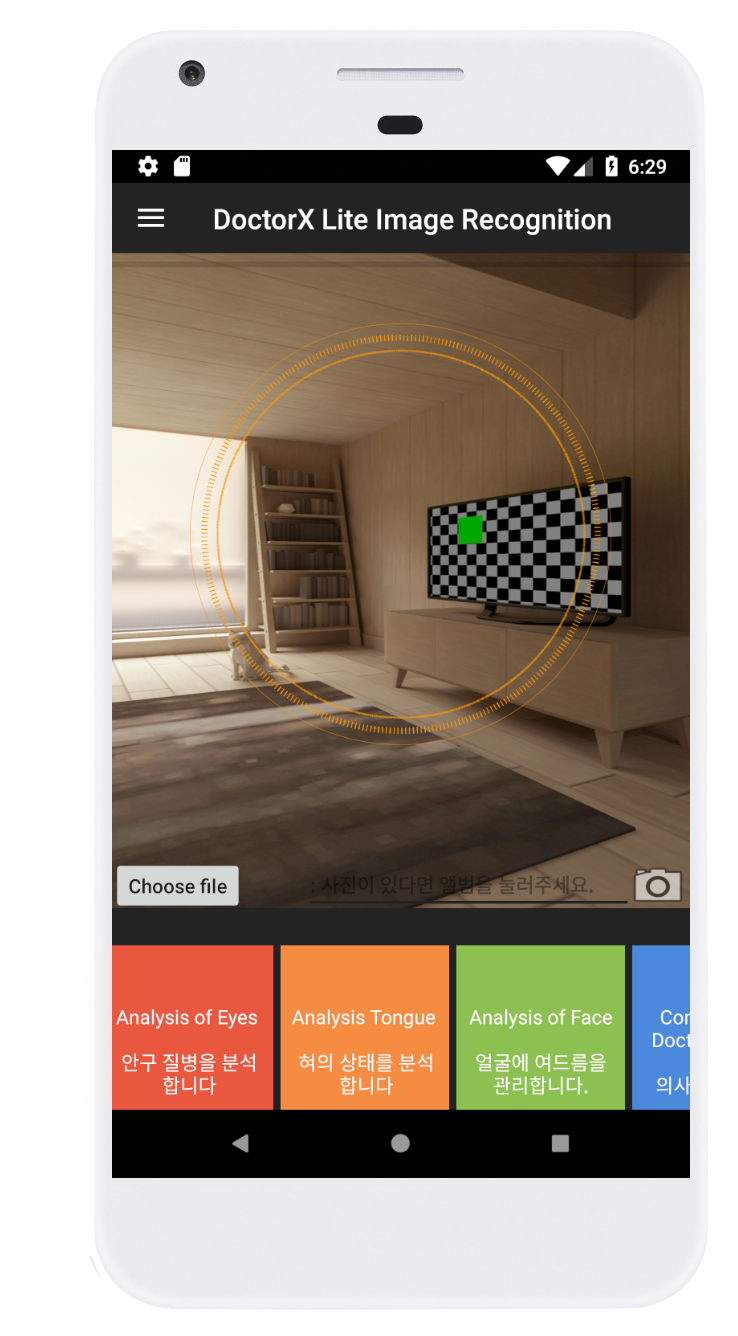 6:29
DoctorX Lite Image Recognition
Choose file
: 사진이 있다면 앨범을 눌러주세요.
Analysis of Eyes
안구 질병을 분석
합니다
Analysis Tongue
혀의 상태를 분석
합니다
Analysis of Face
얼굴에 여드름을
관리합니다.
Cor
Doct
의사